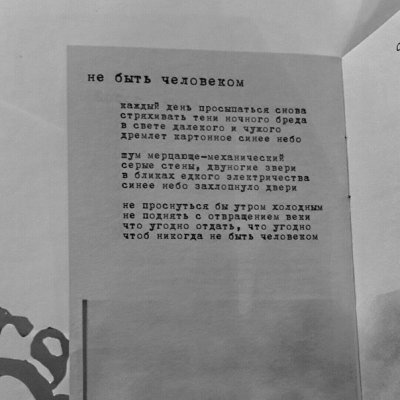 не быть человеком
каждый день просыпаться снова
стряхивать тени ночного бреда
в свете далекого и чужого
дремлет картонное синее небо
шум мерцающе-механический
серые стены, двуногие звери
в бликах едкого электричества
синее небо захлопнуло двери
не проснуться бы утром холодным
не поднять с отвращением веки
что угодно отдать, что угодно
чтоб никогда не быть человеком